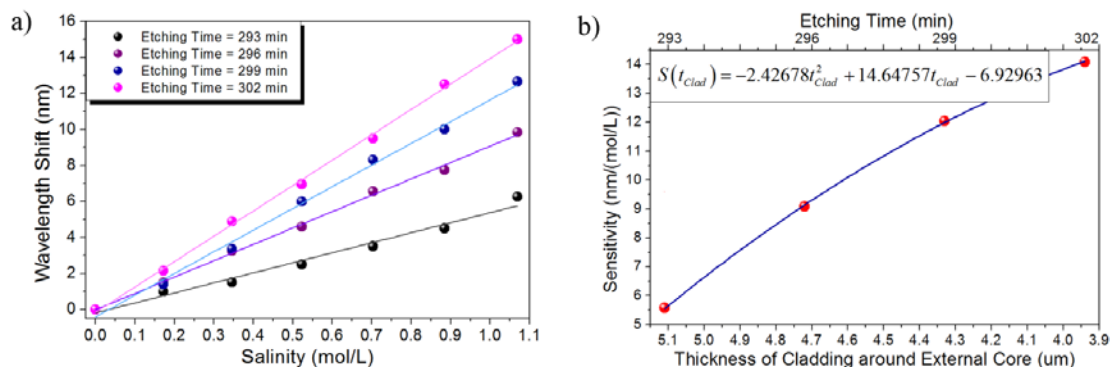 a)
16
14
12
10
8
6
4
2
0
Wavelength Shift (nm)
Etching Time = 293 min
Etching Time = 296 min
Etching Time = 299 min
Etching Time = 302 min
0.0 0.1 0.2 0.3 0.4 0.5 0.6 0.7 0.8 0.9 1.0 1.1
Salinity (mol/L)
b)
Etching Time (min)
293 296 299 302
S(t_Clad) = −2.42678t²_Clad + 14.64757t_Clad − 6.92963
14
13
12
11
10
9
8
7
6
5
Sensitivity (nm/(mol/L))
5.1 5.0 4.9 4.8 4.7 4.6 4.5 4.4 4.3 4.2 4.1 4.0 3.9
Thickness of Cladding around External Core (um)